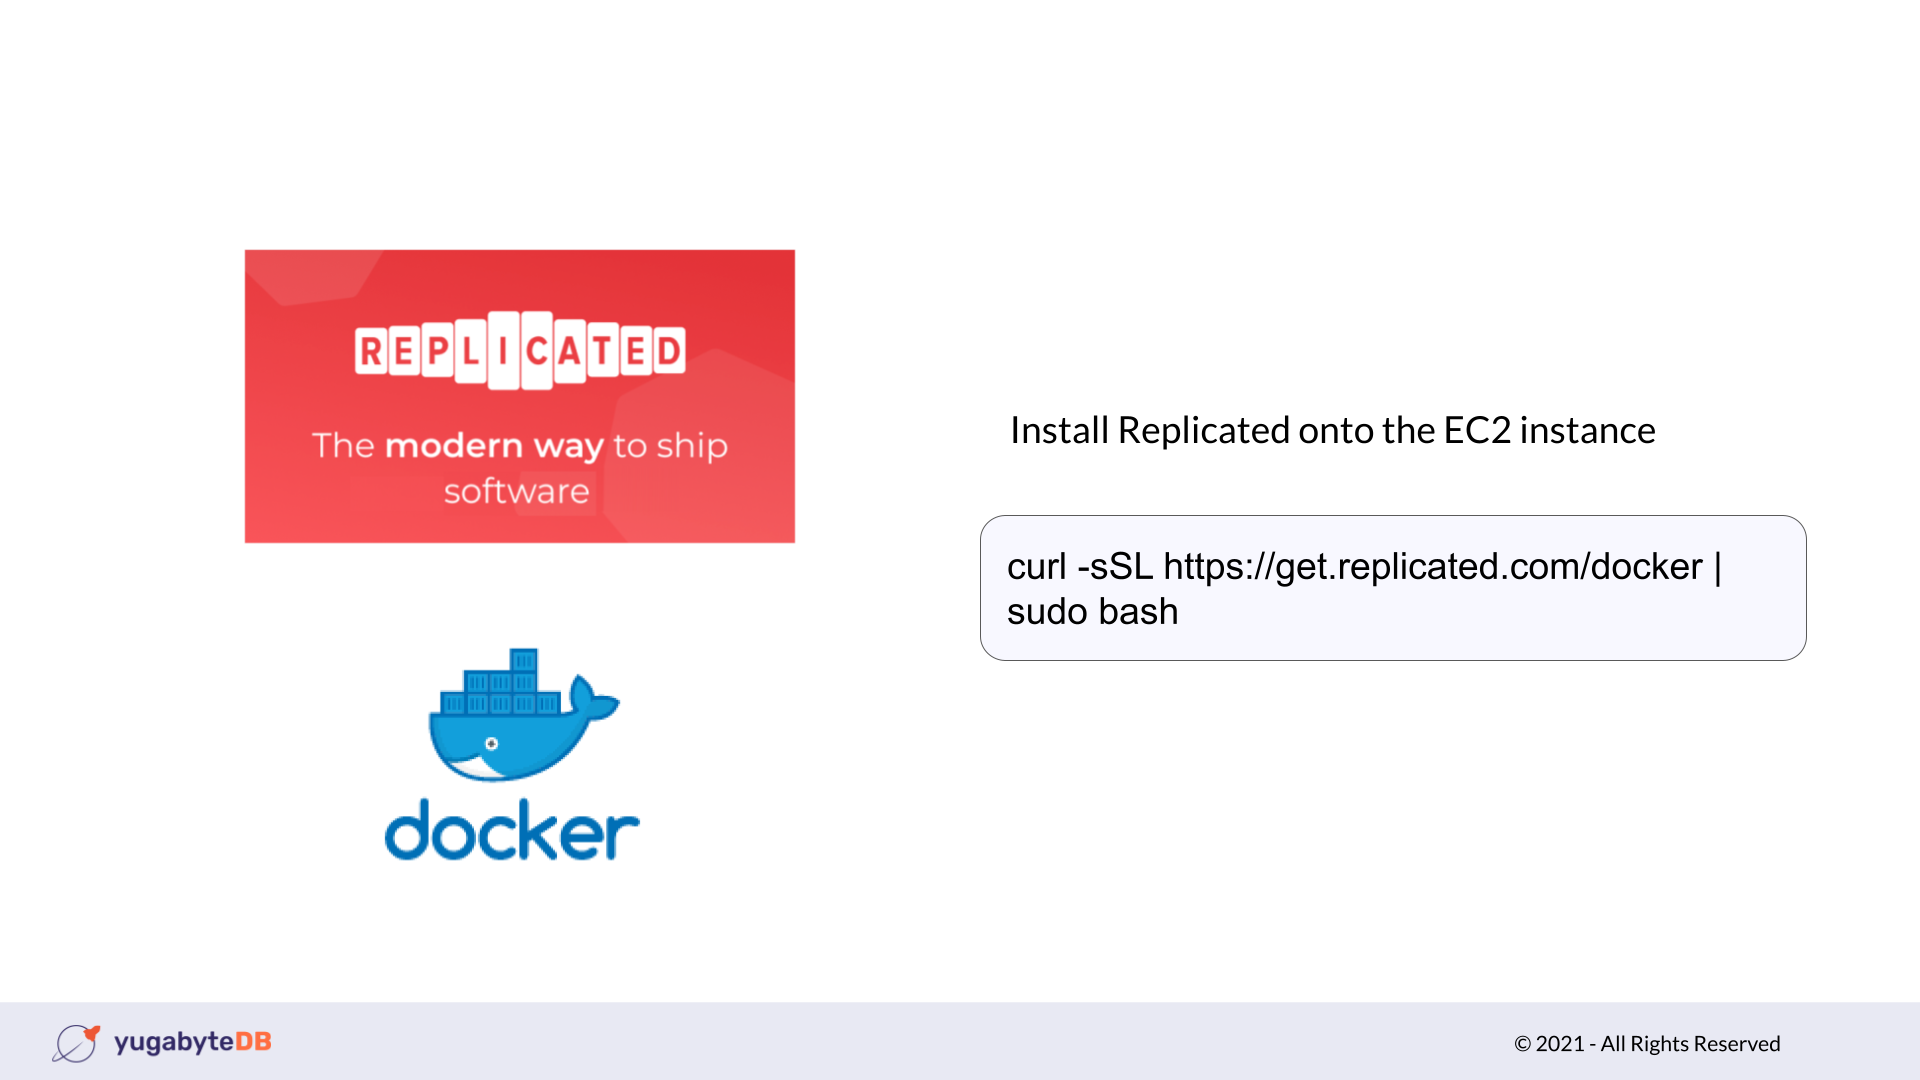 REPLICATED
The modern way to ship
software
docker
Install Replicated onto the EC2 instance
curl -sSL https://get.replicated.com/docker |
sudo bash
yugabyteDB
© 2021 - All Rights Reserved